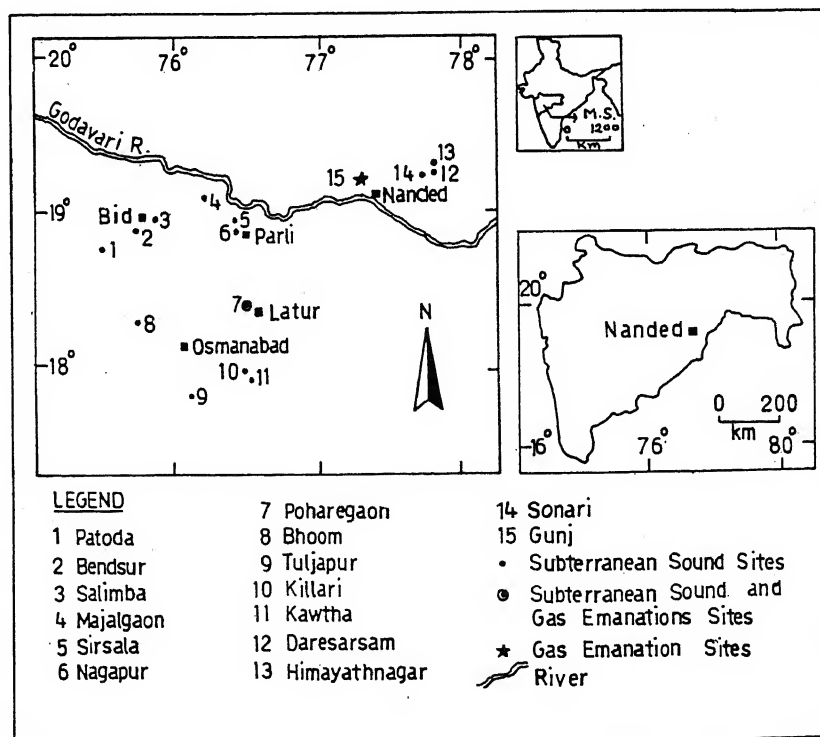 20° 76° 77° 78°
Godavari R.
19°
18°
1
2
3
4
5
6
7
8
9
10
11
12
13
14
15
Bid
Parli
Nanded
Latur
Osmanabad
N
M.S.
0 1200
km
20°
16°
76°
80°
Nanded
0 200
km
LEGEND
1 Patoda
2 Bendsur
3 Salimba
4 Majalgaon
5 Sirsala
6 Nagapur
7 Poharegaon
8 Bhoom
9 Tuljapur
10 Killari
11 Kawtha
12 Daresarsam
13 Himayathnagar
14 Sonari
15 Gunj
Subterranean Sound Sites
Subterranean Sound and
Gas Emanations Sites
Gas Emanation Sites
River